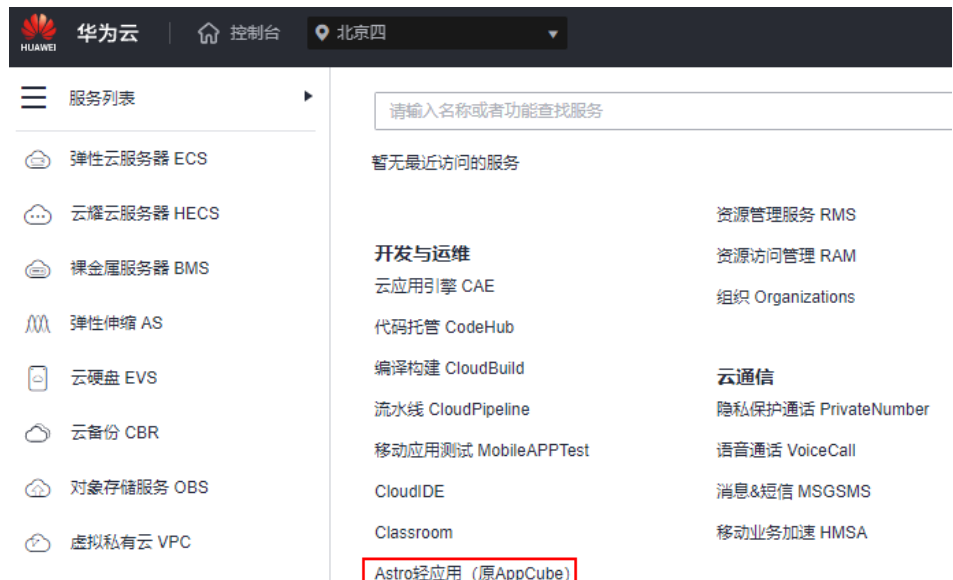 HUAWEI
华为云
控制台
北京四
服务列表
弹性云服务器 ECS
云耀云服务器 HECS
裸金属服务器 BMS
弹性伸缩 AS
云硬盘 EVS
云备份 CBR
对象存储服务 OBS
虚拟私有云 VPC
请输入名称或者功能查找服务
暂无最近访问的服务
开发与运维
云应用引擎 CAE
代码托管 CodeHub
编译构建 CloudBuild
流水线 CloudPipeline
移动应用测试 MobileAPPTest
CloudIDE
Classroom
Astro轻应用（原AppCube）
资源管理服务 RMS
资源访问管理 RAM
组织 Organizations
云通信
隐私保护通话 PrivateNumber
语音通话 VoiceCall
消息&短信 MSGSMS
移动业务加速 HMSA